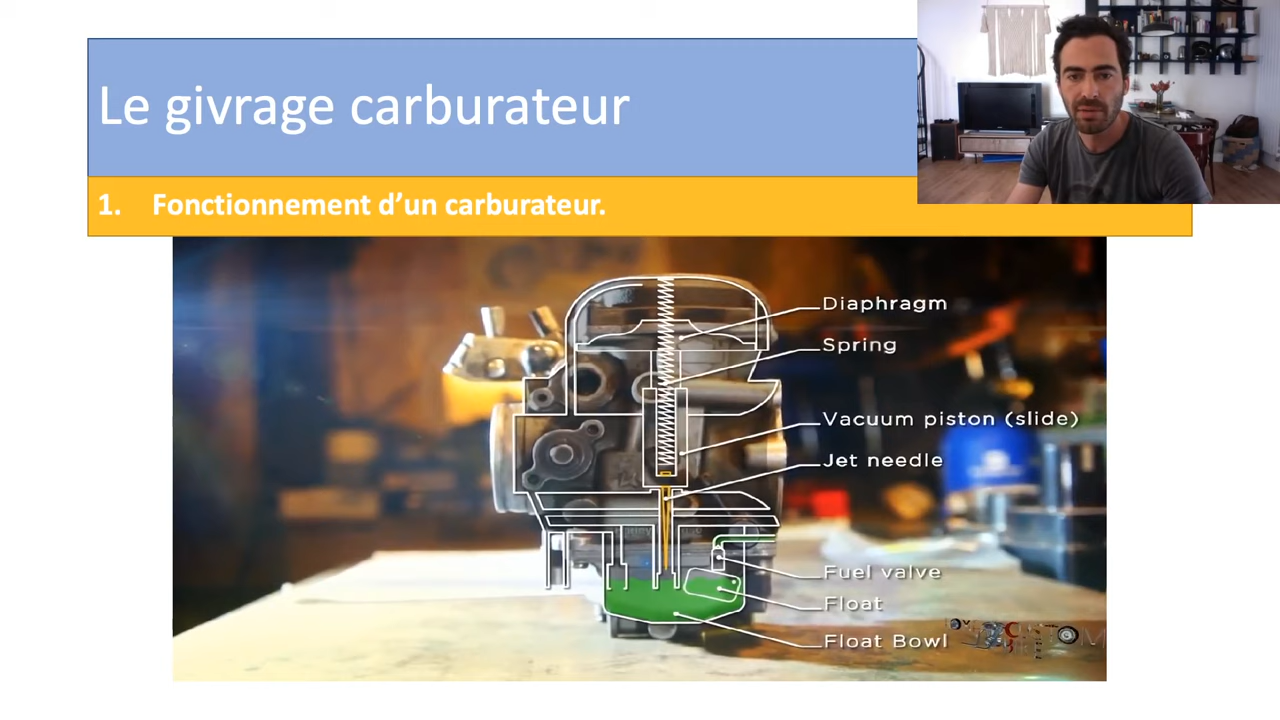 Le givrage carburateur
1. Fonctionnement d’un carburateur.
Diaphragm
Spring
Vacuum piston (slide)
Jet needle
Fuel valve
Float
Float Bowl